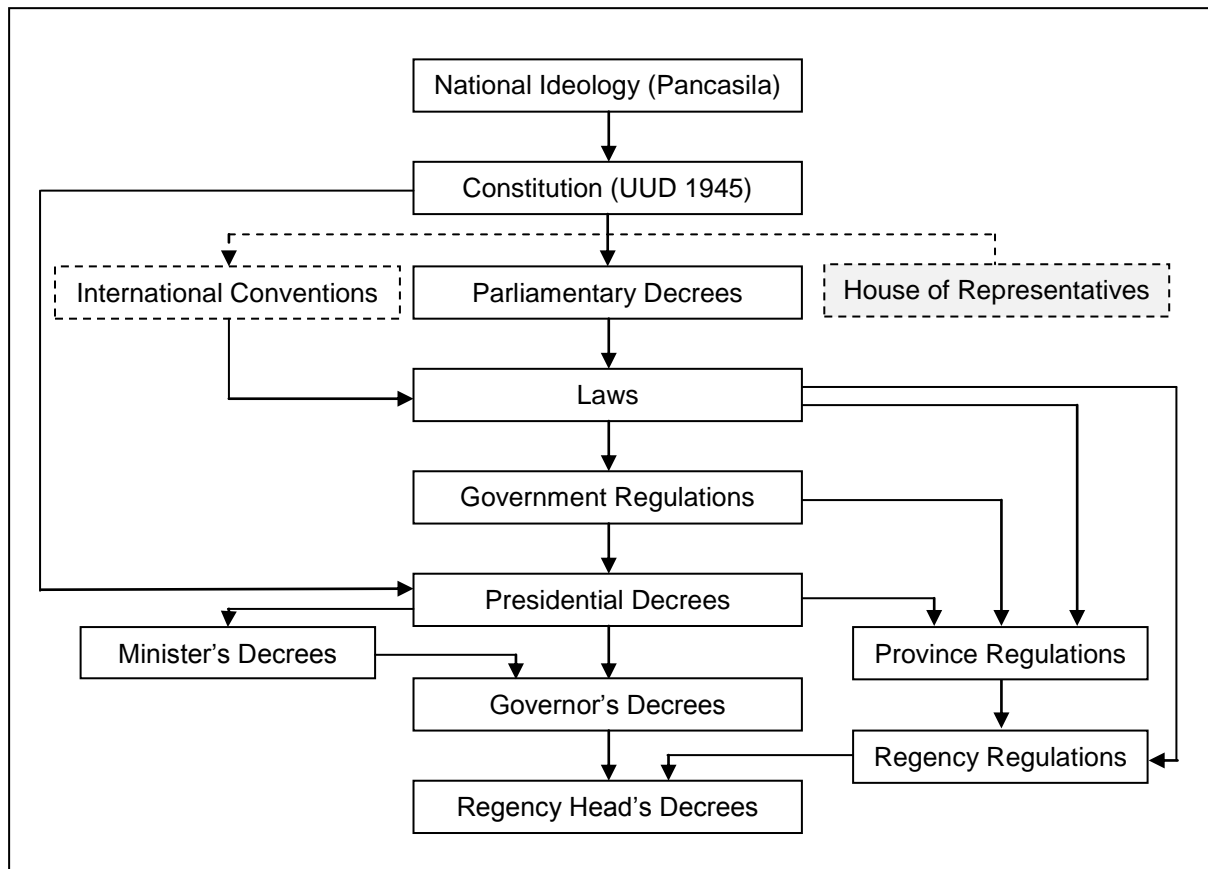 National Ideology (Pancasila)
Constitution (UUD 1945)
International Conventions
Parliamentary Decrees
House of Representatives
Laws
Government Regulations
Presidential Decrees
Minister’s Decrees
Province Regulations
Governor’s Decrees
Regency Regulations
Regency Head’s Decrees